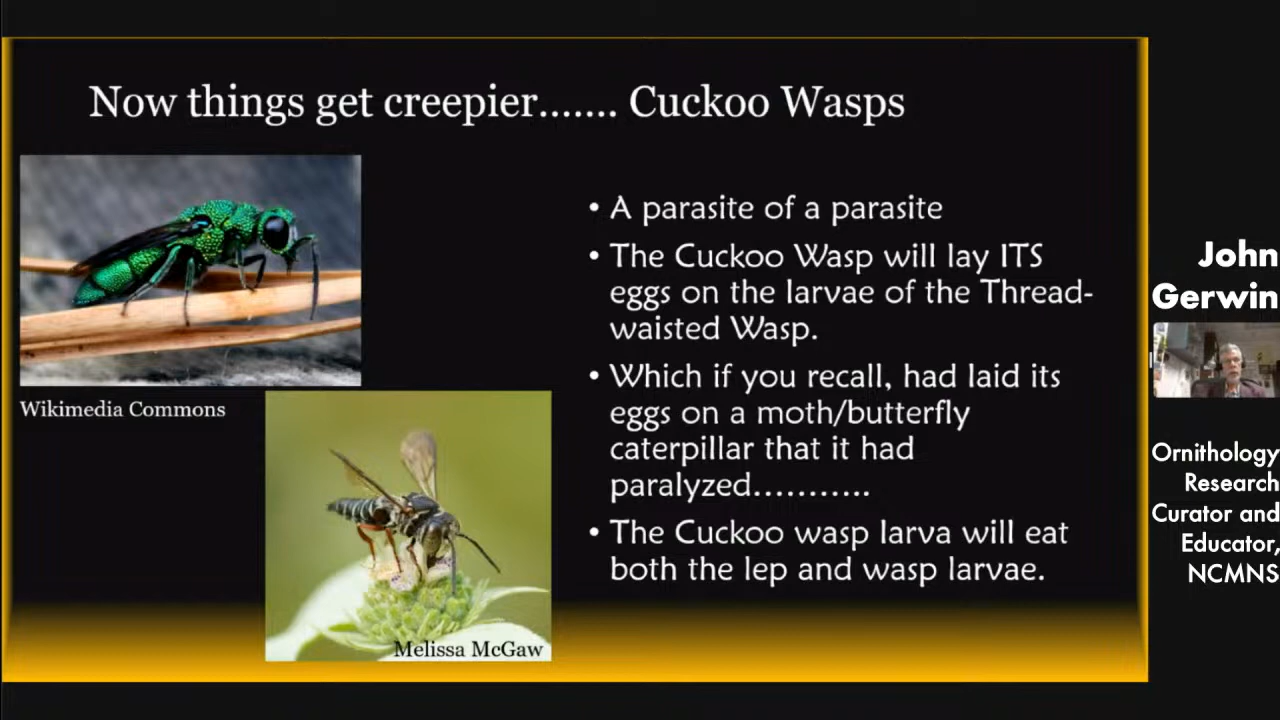 Now things get creepier....... Cuckoo Wasps
• A parasite of a parasite
• The Cuckoo Wasp will lay ITS
eggs on the larvae of the Thread-
waisted Wasp.
• Which if you recall, had laid its
eggs on a moth/butterfly
caterpillar that it had
paralyzed...........
• The Cuckoo wasp larva will eat
both the lep and wasp larvae.
Wikimedia Commons
Melissa McGaw
John
Gerwin
Ornithology
Research
Curator and
Educator,
NCMNS